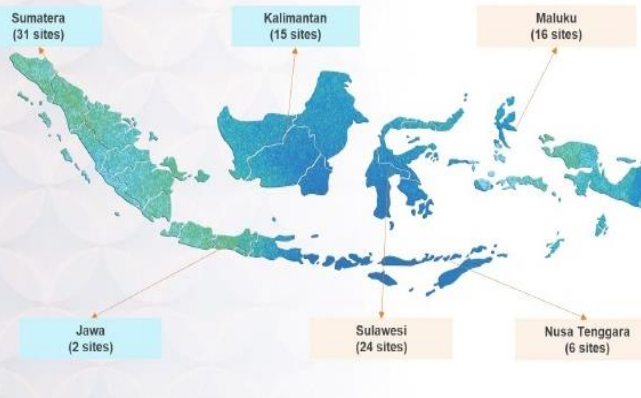 Sumatera
(31 sites)
Kalimantan
(15 sites)
Maluku
(16 sites)
Jawa
(2 sites)
Sulawesi
(24 sites)
Nusa Tenggara
(6 sites)